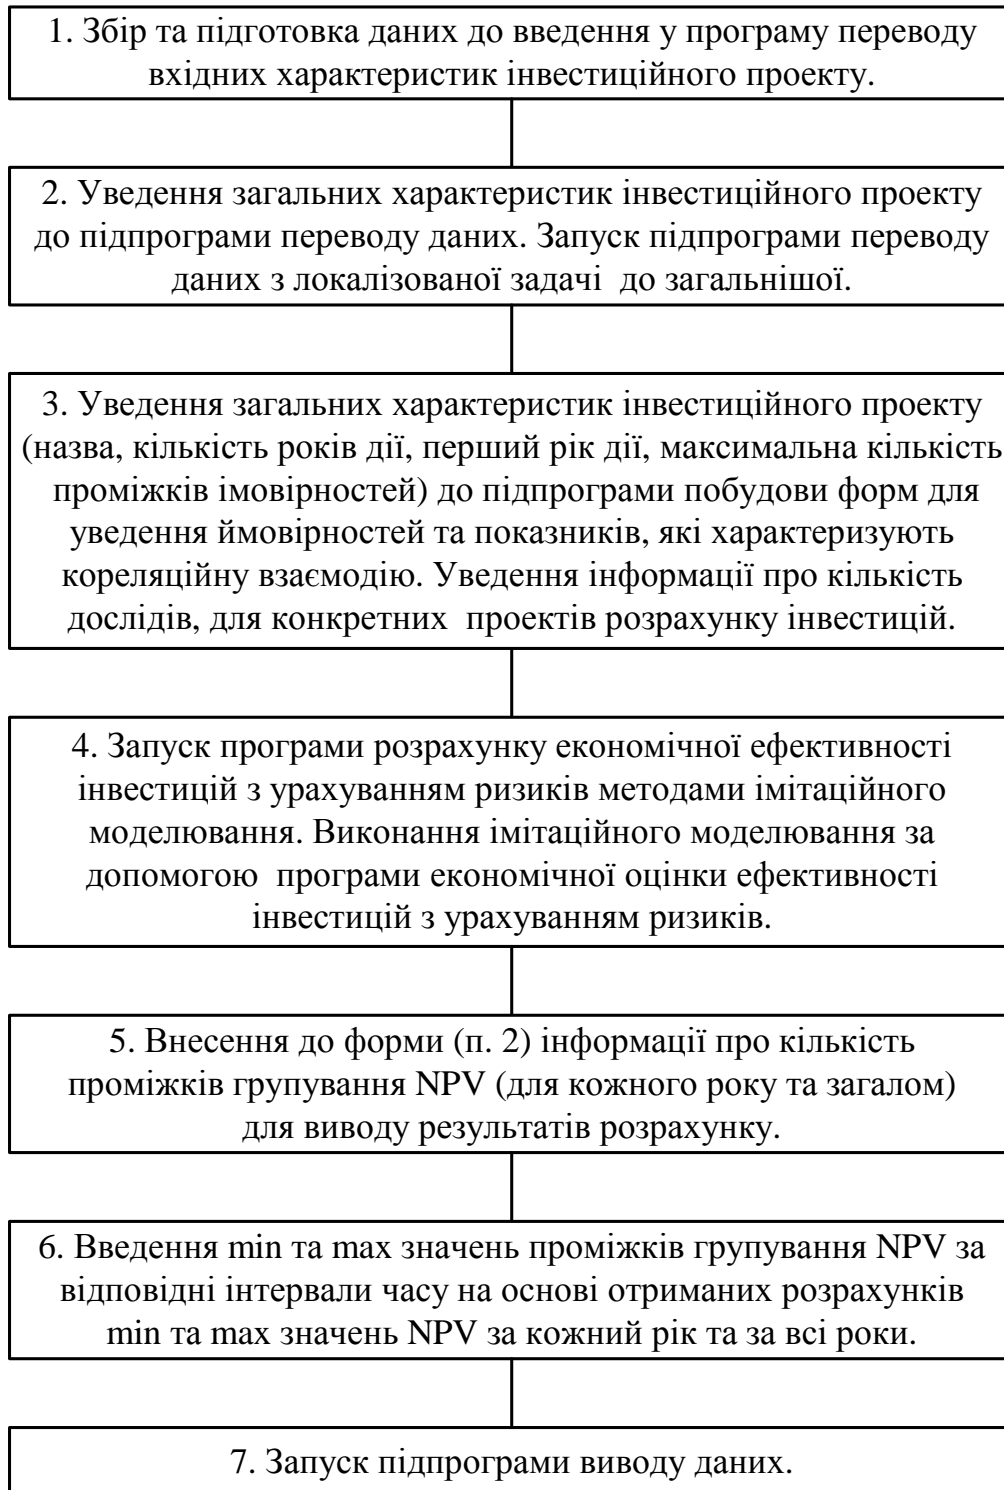 1. Збір та підготовка даних до введення у програму переводу
вхідних характеристик інвестиційного проекту.
2. Уведення загальних характеристик інвестиційного проекту
до підпрограми переводу даних. Запуск підпрограми переводу
даних з локалізованої задачі до загальнішої.
3. Уведення загальних характеристик інвестиційного проекту
(назва, кількість років дії, перший рік дії, максимальна кількість
проміжків імовірностей) до підпрограми побудови форм для
уведення ймовірностей та показників, які характеризують
кореляційну взаємодію. Уведення інформації про кількість
дослідів, для конкретних проектів розрахунку інвестицій.
4. Запуск програми розрахунку економічної ефективності
інвестицій з урахуванням ризиків методами імітаційного
моделювання. Виконання імітаційного моделювання за
допомогою програми економічної оцінки ефективності
інвестицій з урахуванням ризиків.
5. Внесення до форми (п. 2) інформації про кількість
проміжків групування NPV (для кожного року та загалом)
для виводу результатів розрахунку.
6. Введення min та max значень проміжків групування NPV за
відповідні інтервали часу на основі отриманих розрахунків
min та max значень NPV за кожний рік та за всі роки.
7. Запуск підпрограми виводу даних.